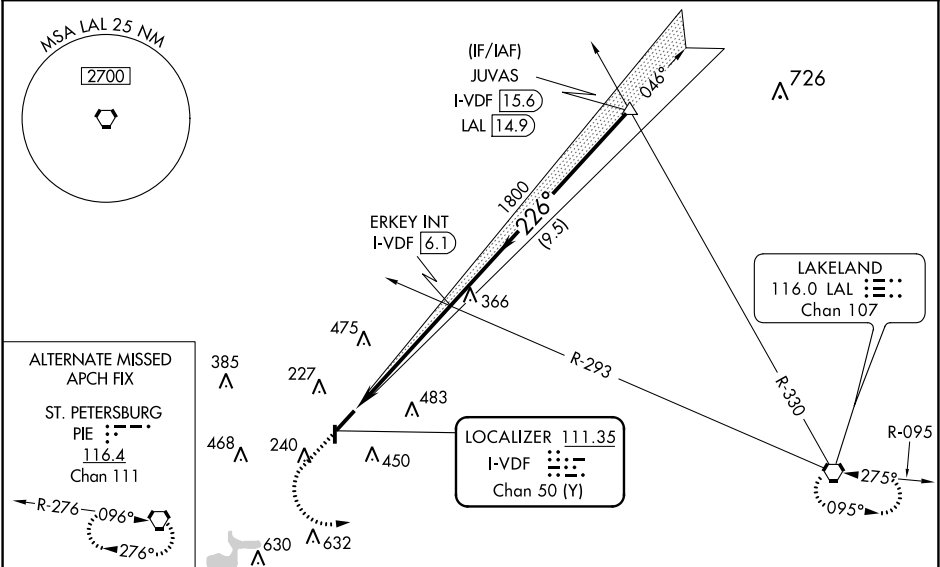 MSA LAL 25 NM
2700
(IF/IAF)
JUVAS
I-VDF 15.6
LAL 14.9
046°
726
1800
226°
(9.5)
ERKEY INT
I-VDF 6.1
366
LAKELAND
116.0 LAL
Chan 107
475
R-293
R-330
ALTERNATE MISSED
APCH FIX
ST. PETERSBURG
PIE
116.4
Chan 111
R-276
096°
276°
385
227
483
468
240
450
LOCALIZER 111.35
I-VDF
Chan 50 (Y)
R-095
275°
095°
630
632